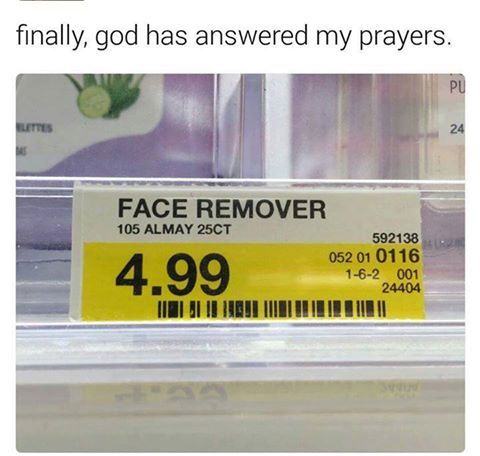 finally, god has answered my prayers.
PU
24
FACE REMOVER
105 ALMAY 25CT
592138
052 01 0116
4.99
1-6-2 001
24404